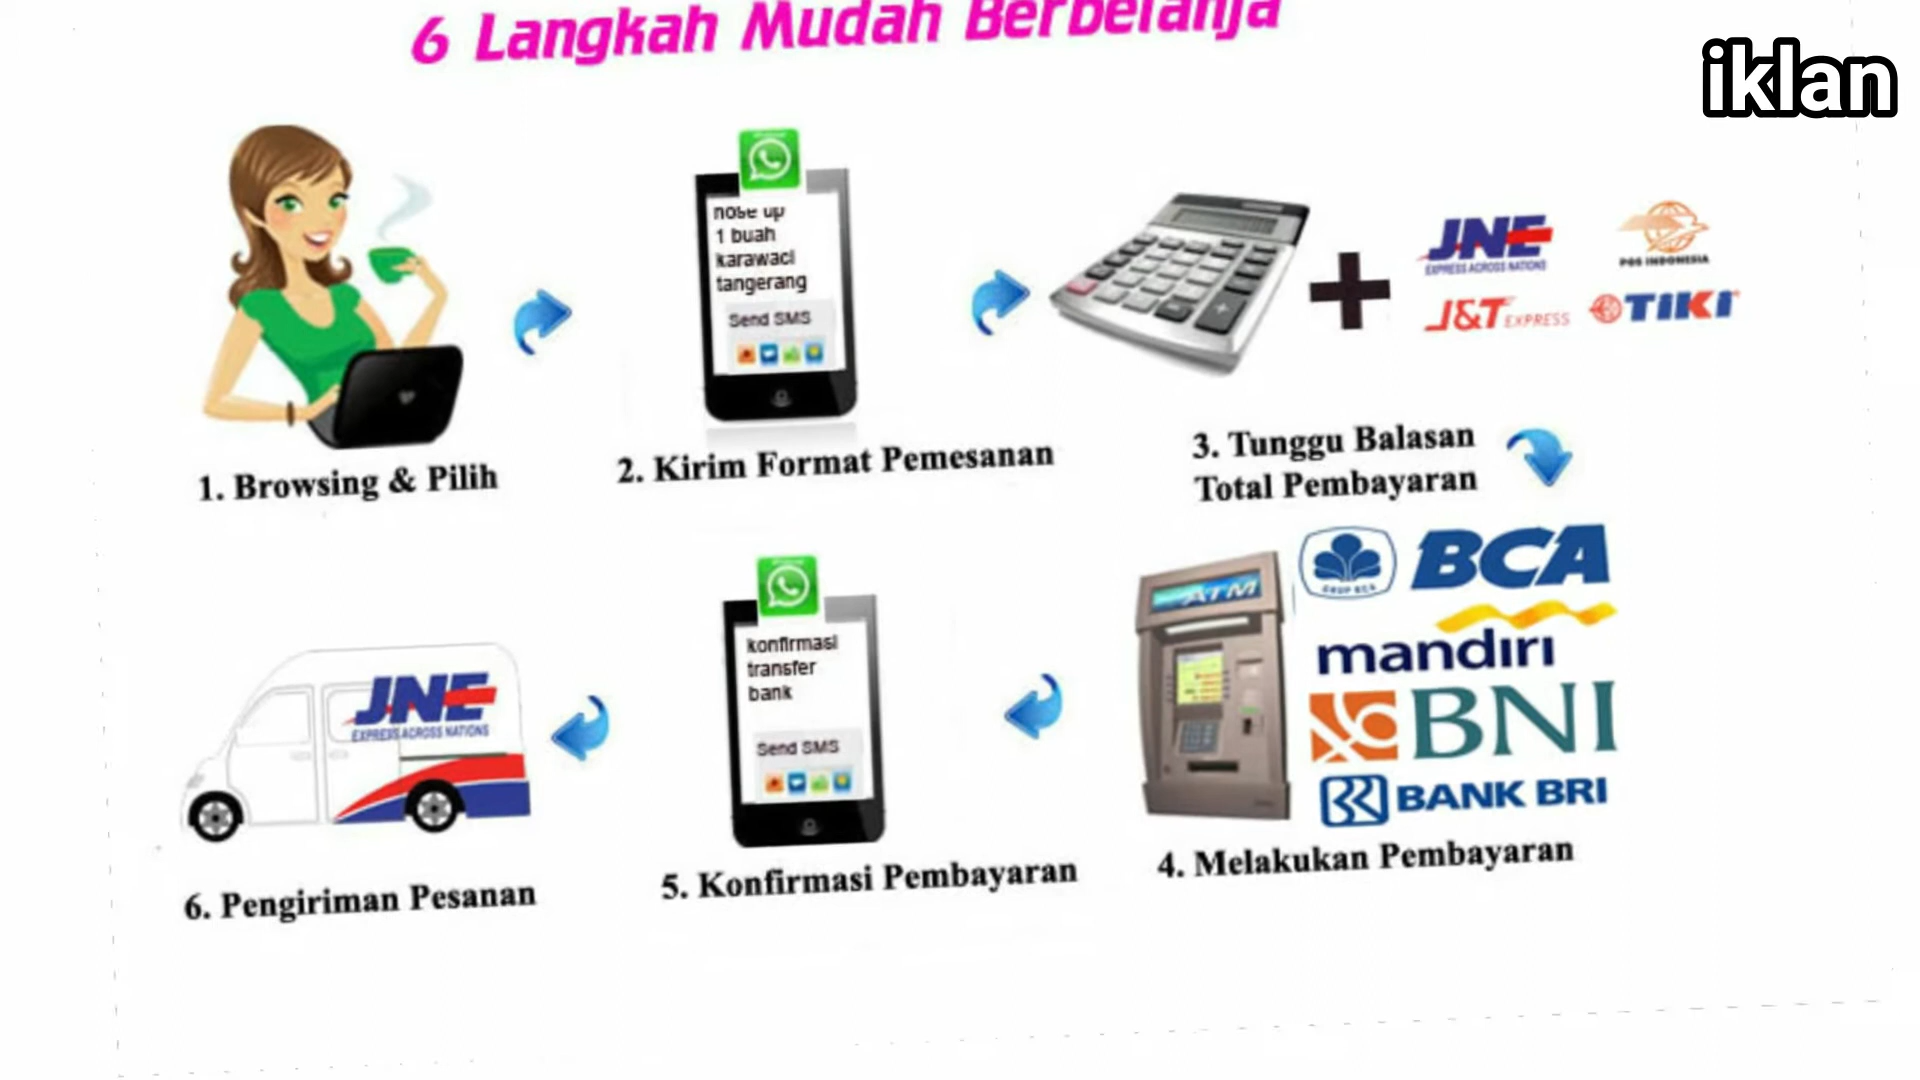 6 Langkah Mudah Berbelanja
iklan
nose up
1 buah
karawaci
tangerang
Send SMS
JNE
EXPRESS ACROSS NATIONS
POS INDONESIA
J&T EXPRESS
TIKI
1. Browsing & Pilih
2. Kirim Format Pemesanan
3. Tunggu Balasan
Total Pembayaran
ATM
GRUP BCA
BCA
mandiri
BNI
BANK BRI
4. Melakukan Pembayaran
konfirmasi
transfer
bank
Send SMS
5. Konfirmasi Pembayaran
JNE
EXPRESS ACROSS NATIONS
6. Pengiriman Pesanan